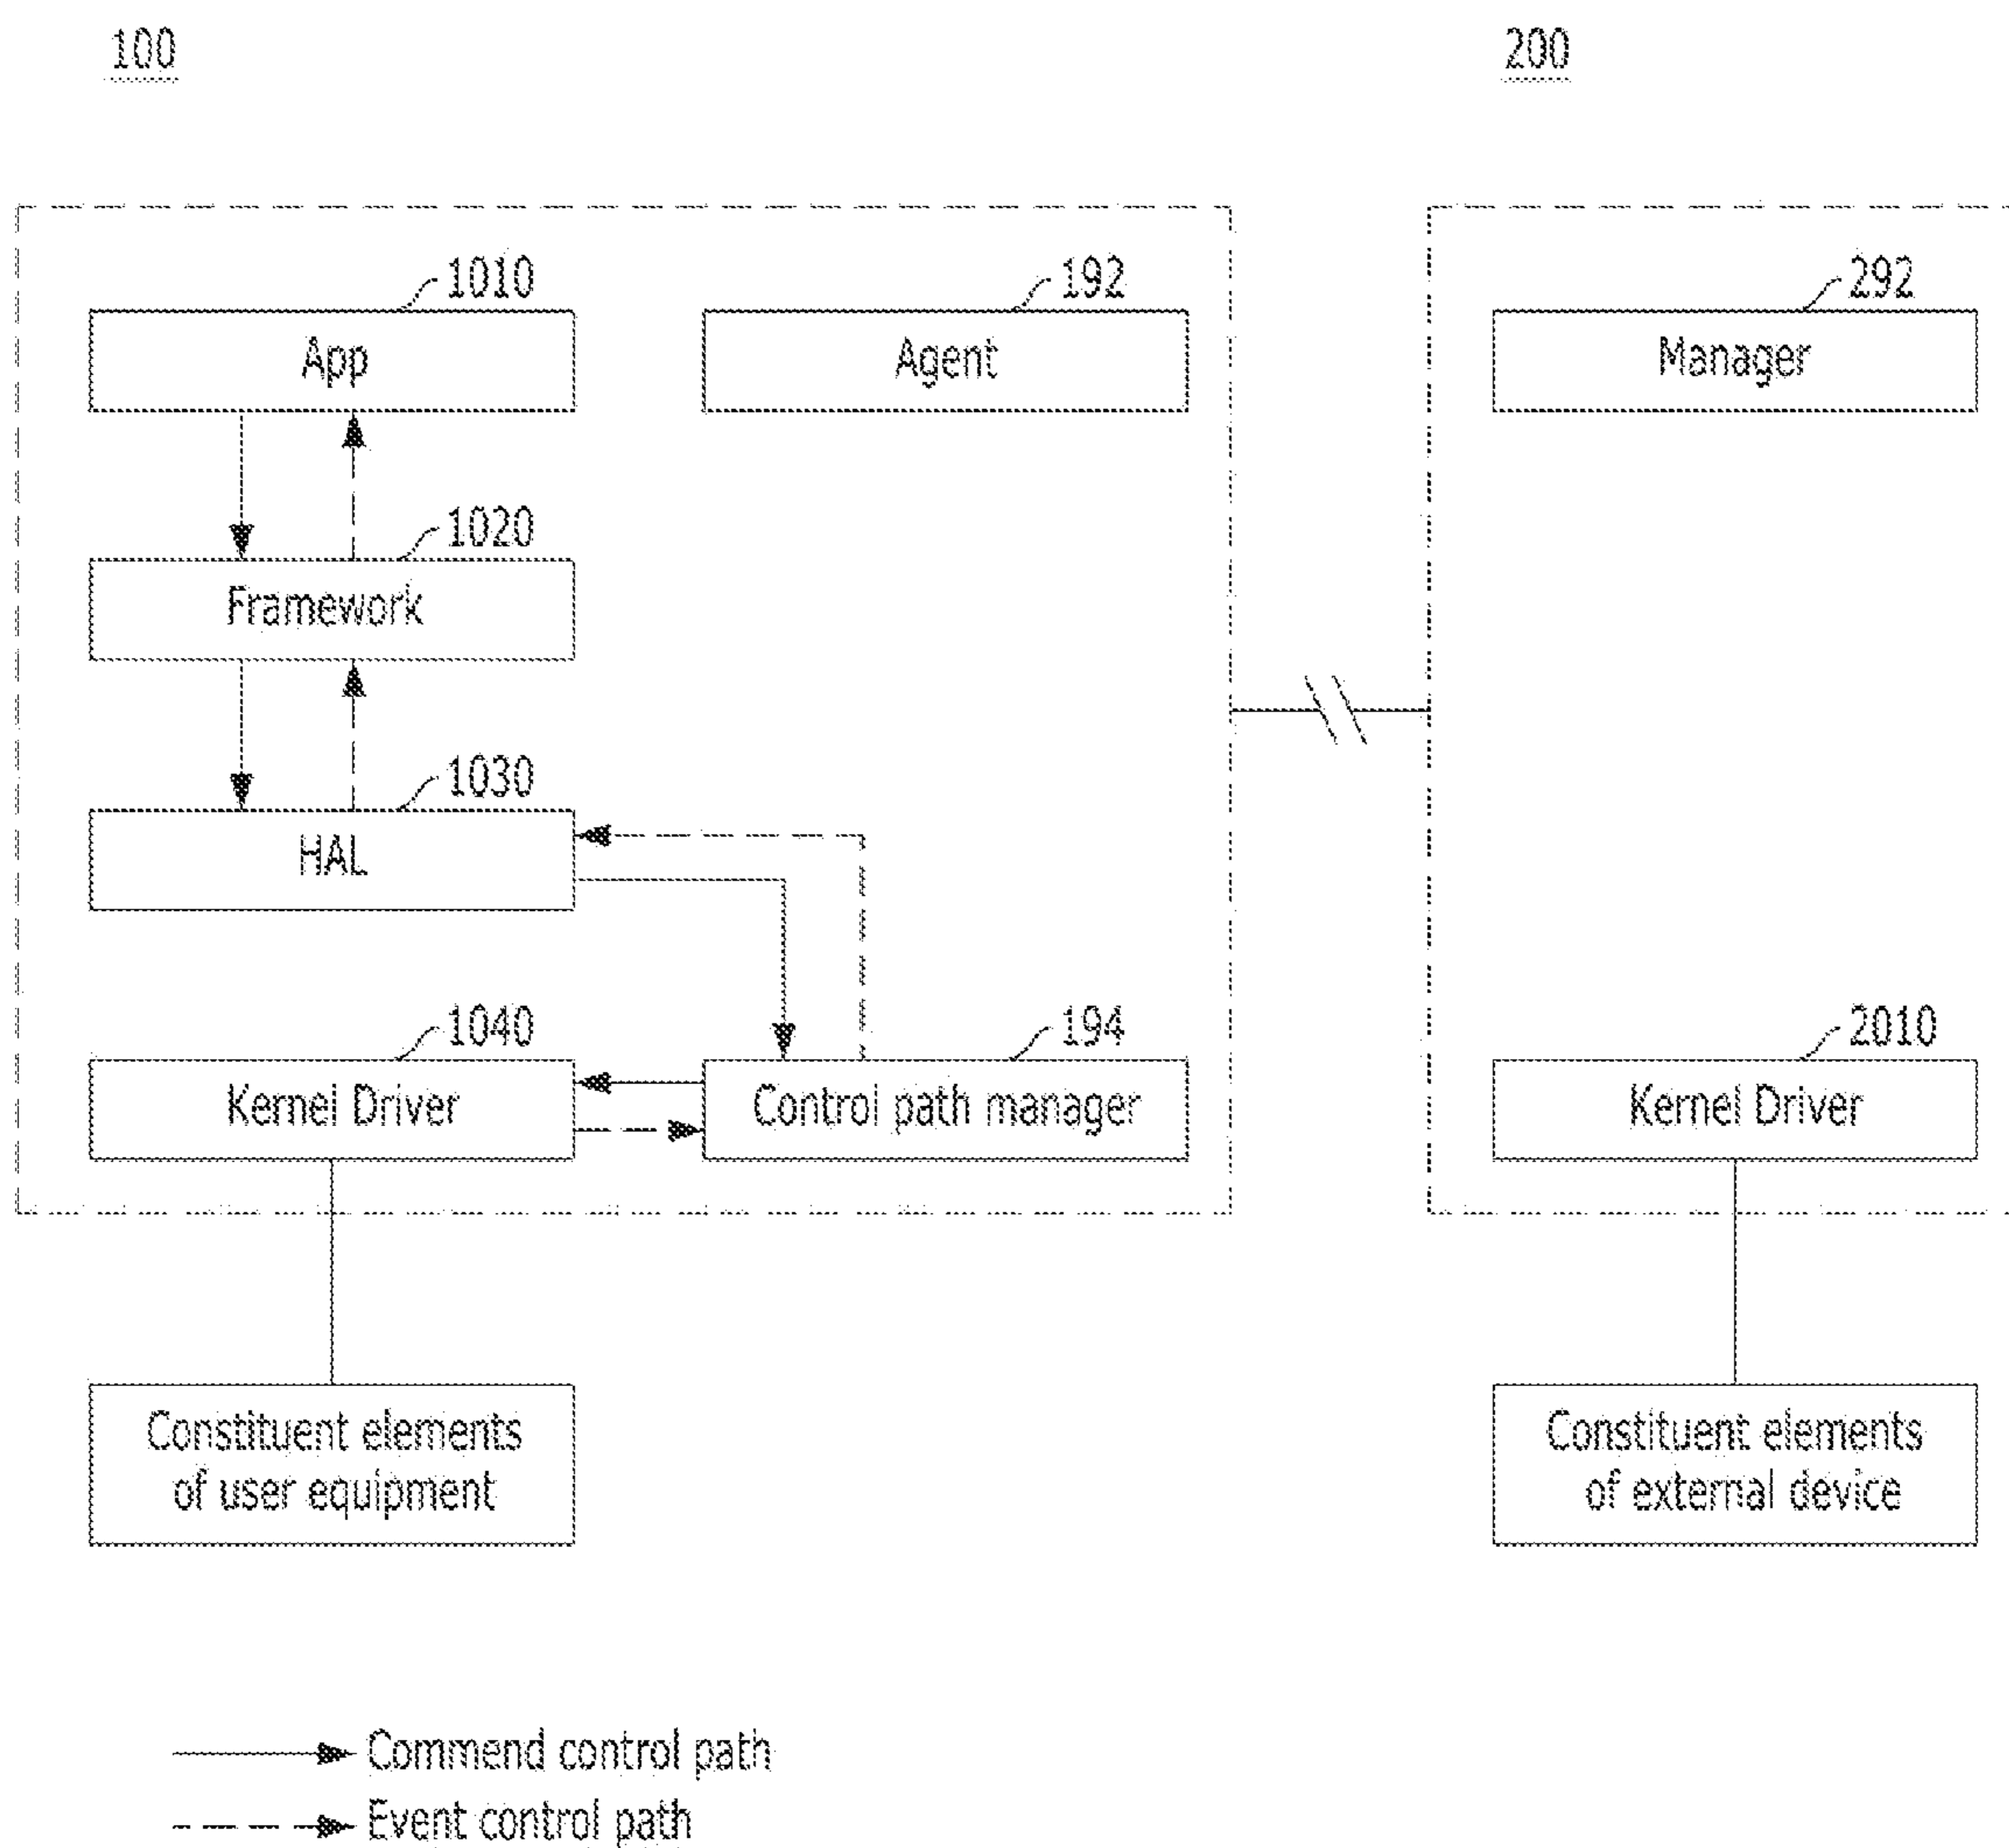 100
200
1010
192
292
App
Agent
Manager
1020
Framework
1030
HAL
1040
194
2010
Kernel Driver
Control path manager
Kernel Driver
Constituent elements
of user equipment
Constituent elements
of external device
Commend control path
Event control path